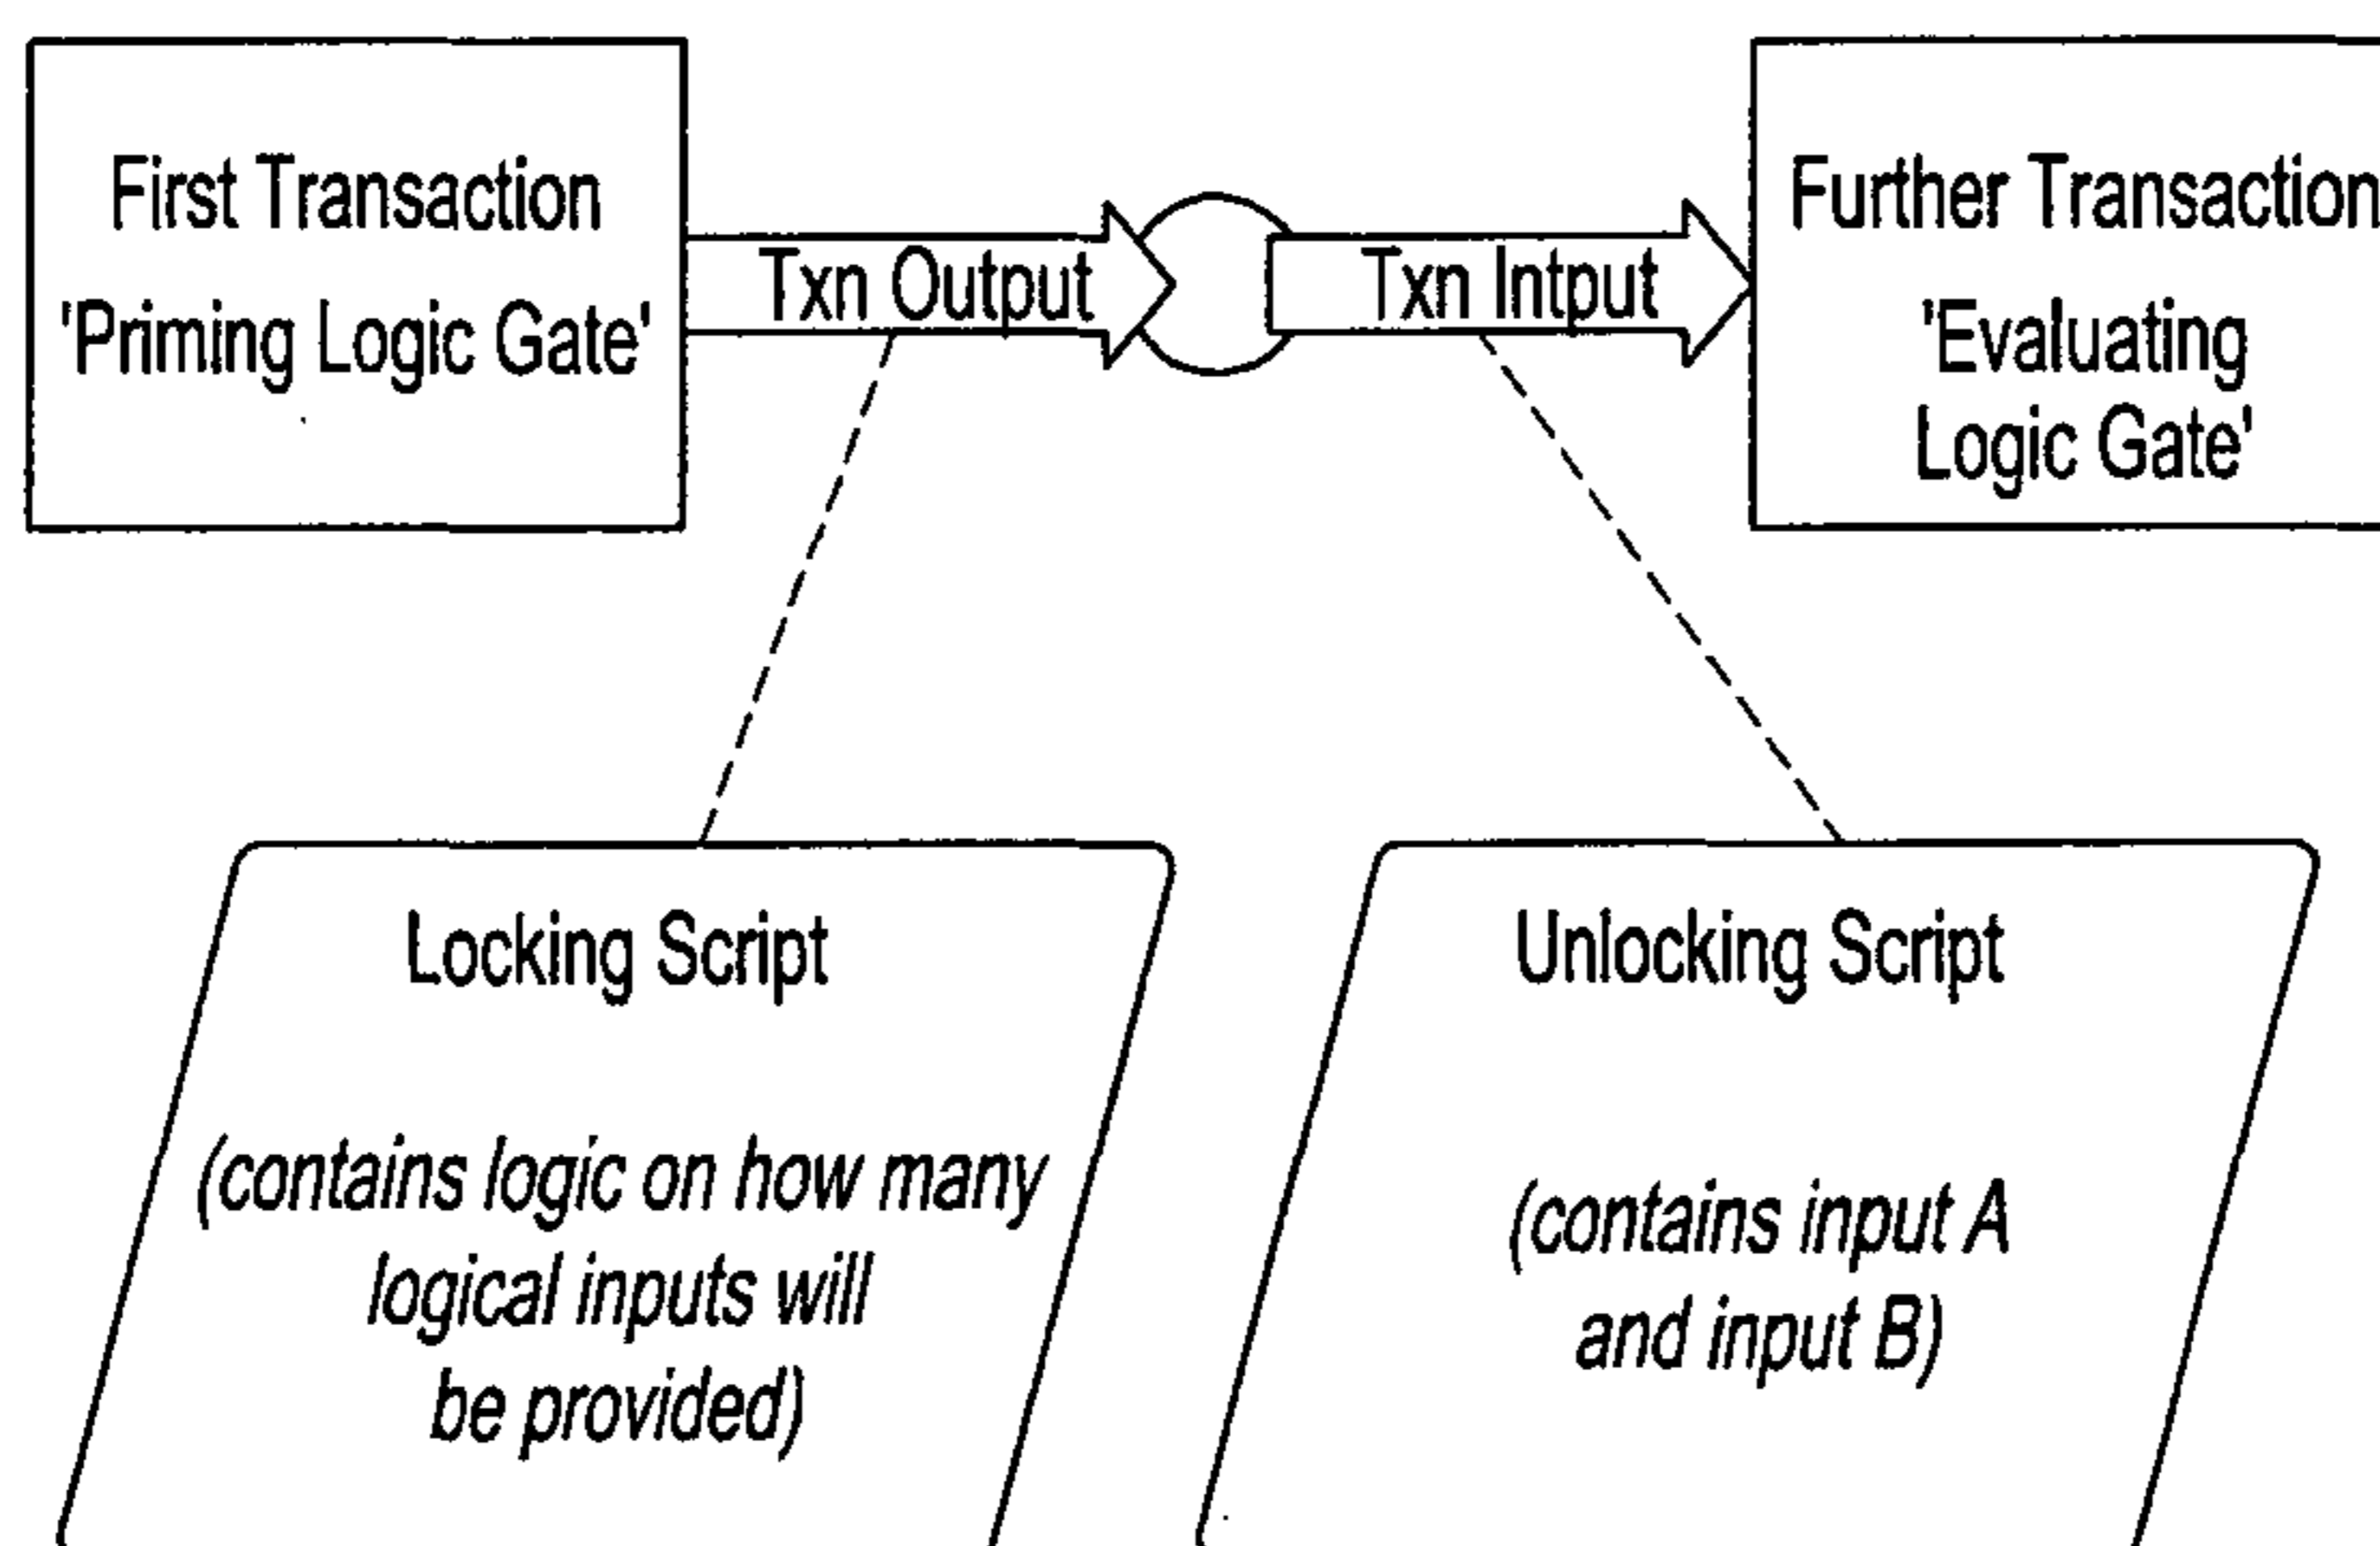 First Transaction
'Priming Logic Gate'
Txn Output
Txn Intput
Further Transaction
'Evaluating
Logic Gate'
Locking Script
(contains logic on how many
logical inputs will
be provided)
Unlocking Script
(contains input A
and input B)